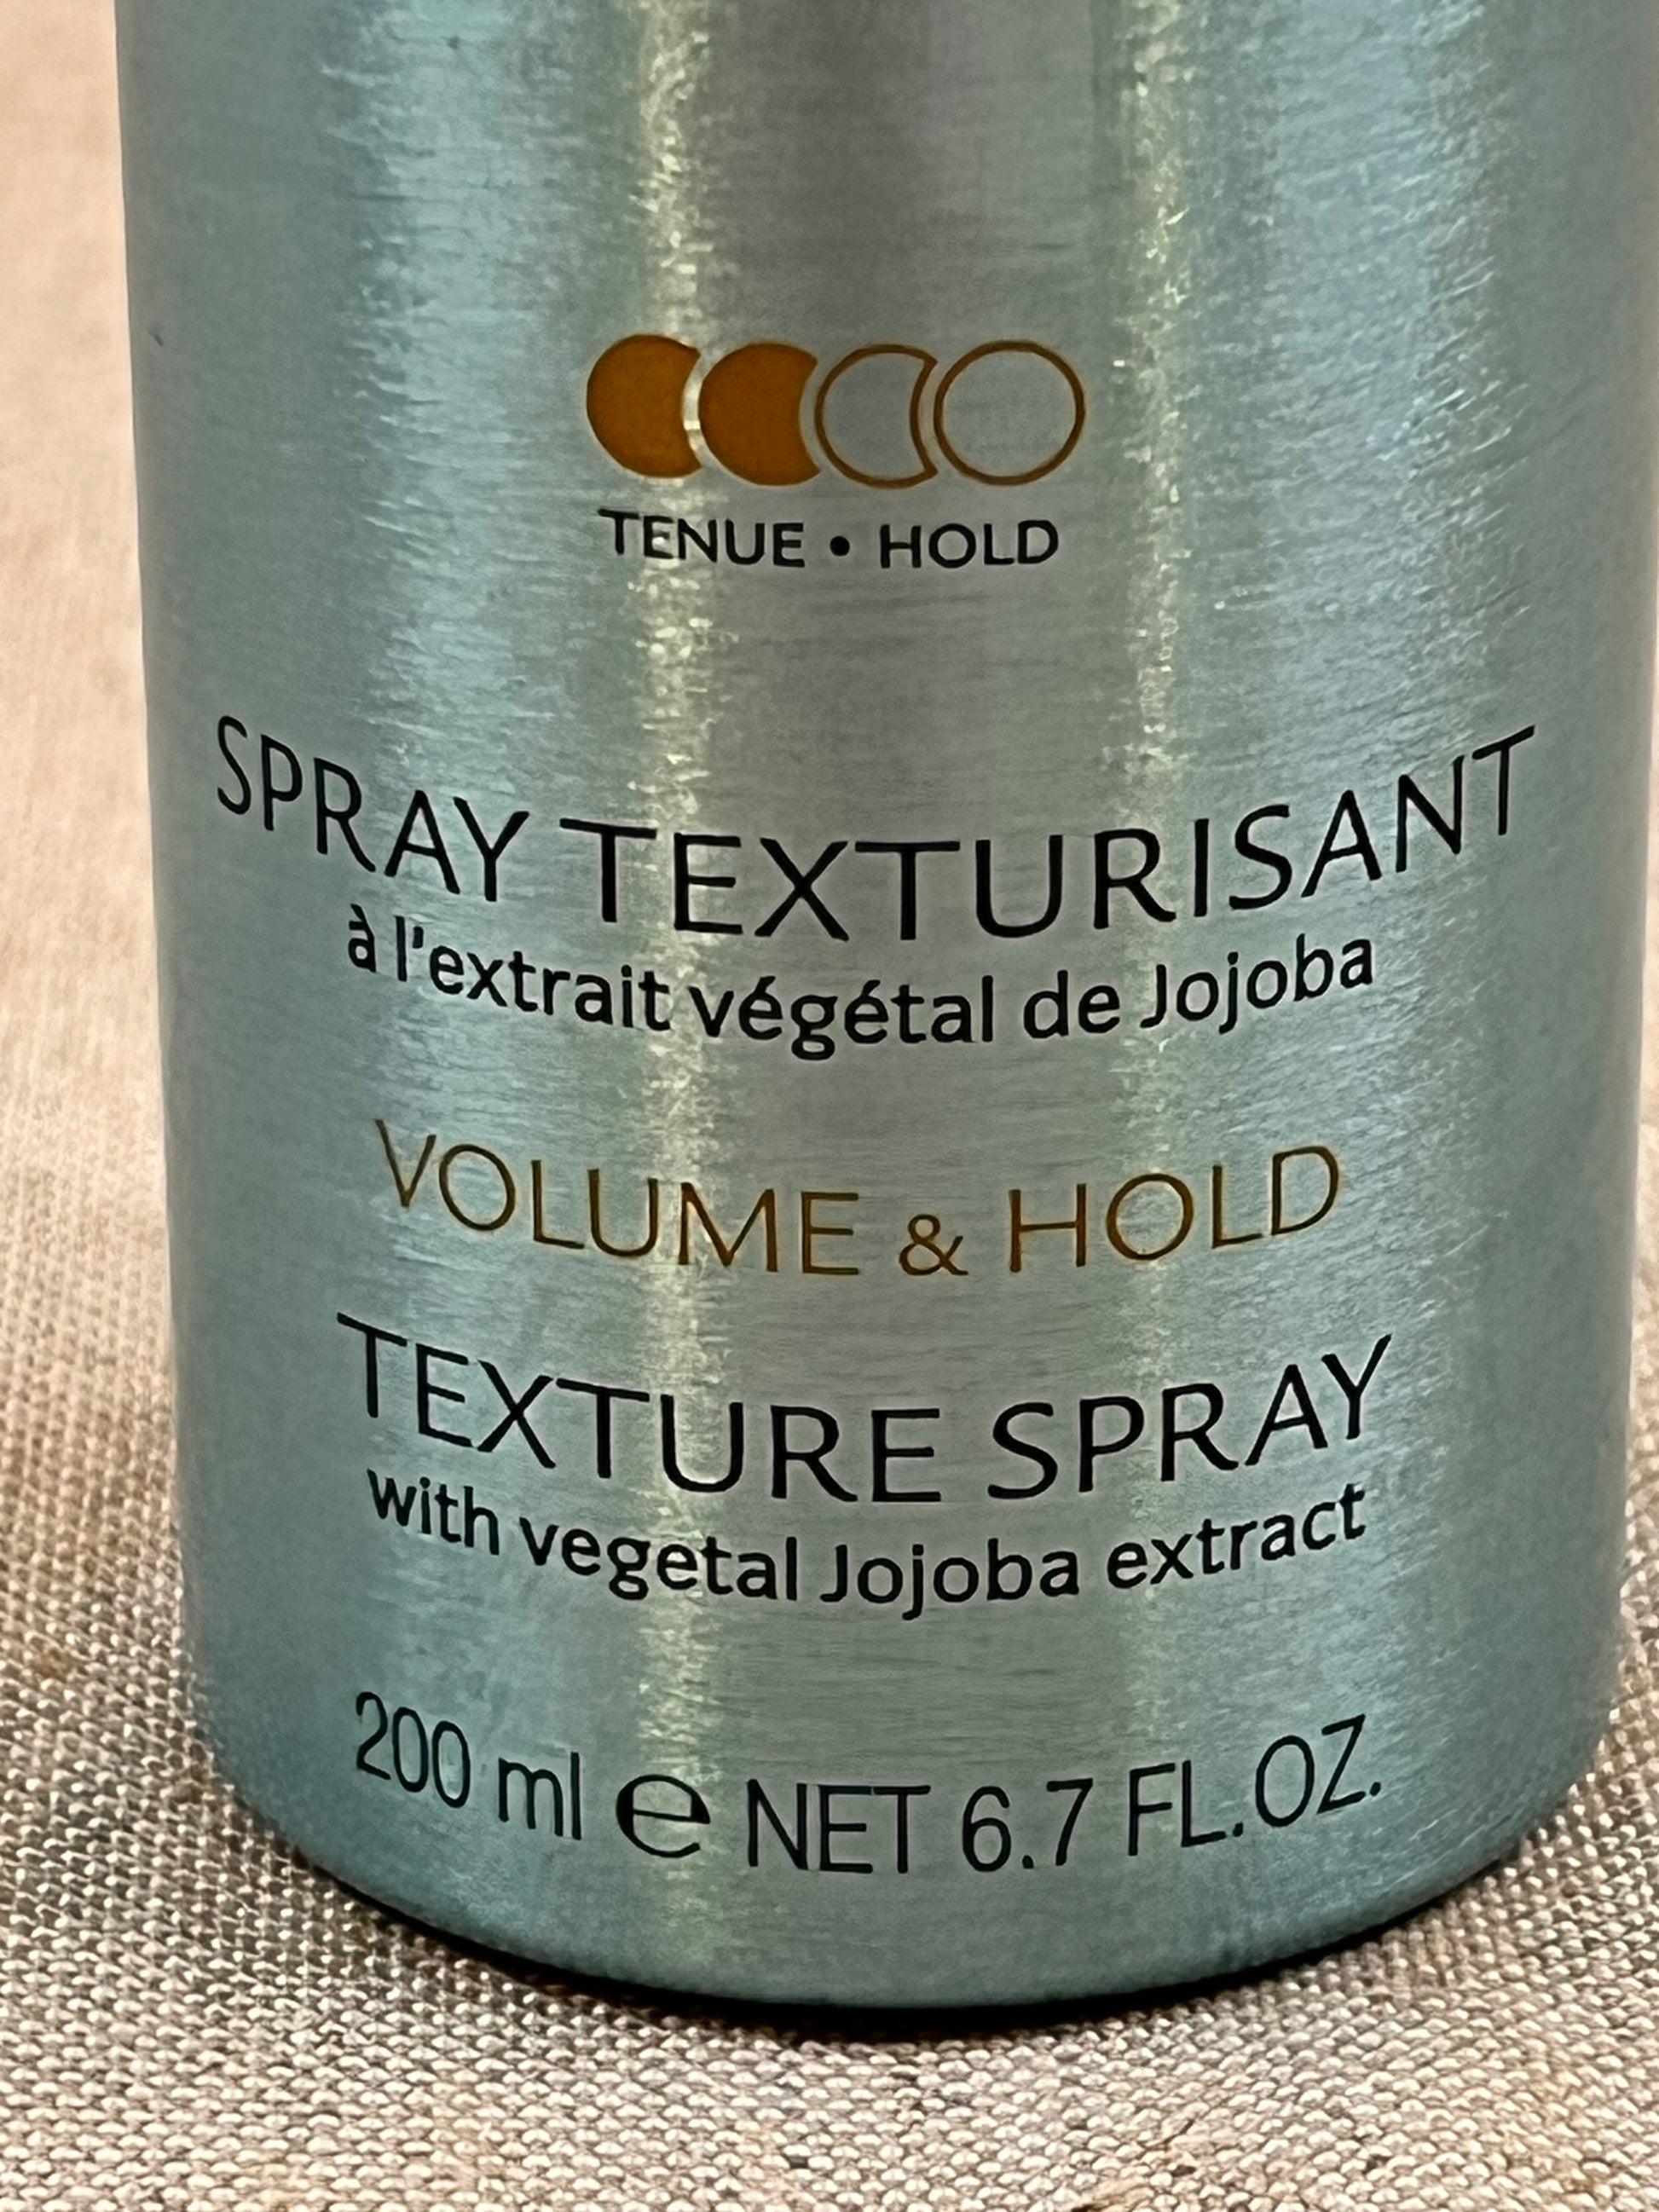 TENUE • HOLD
SPRAY TEXTURISANT
à l'extrait végétal de Jojoba
VOLUME & HOLD
TEXTURE SPRAY
with vegetal Jojoba extract
200 ml ℮ NET 6.7 FL.OZ.